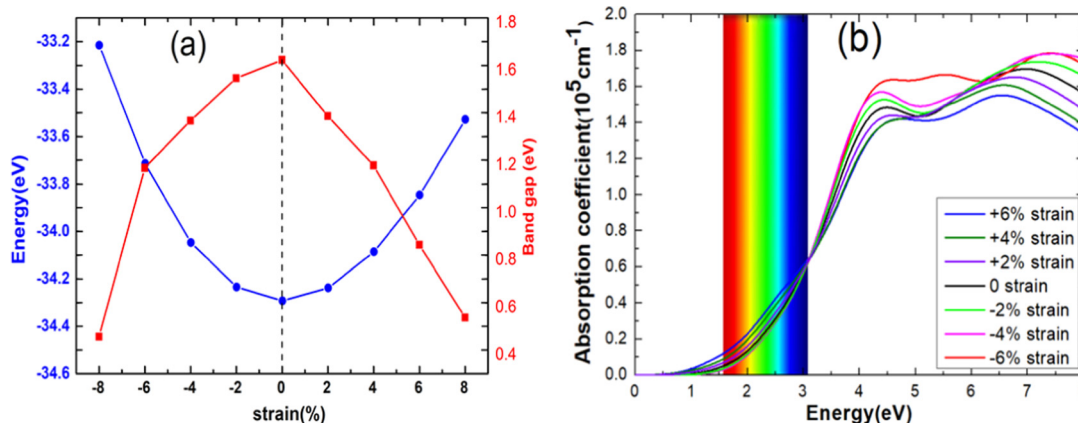 (a)
Energy(eV)
-33.2
-33.6
-33.8
-34.0
-34.2
-34.4
-34.6
-8 -6 -4 -2 0 2 4 6 8
strain(%)
1.8
1.6
1.4
1.2
1.0
0.8
0.6
0.4
Band gap (eV)
(b)
Absorption coefficient(10⁵cm⁻¹)
2.0
1.8
1.6
1.4
1.2
1.0
0.8
0.6
0.4
0.2
0.0
0 1 2 3 4 5 6 7
Energy(eV)
+6% strain
+4% strain
+2% strain
0 strain
-2% strain
-4% strain
-6% strain